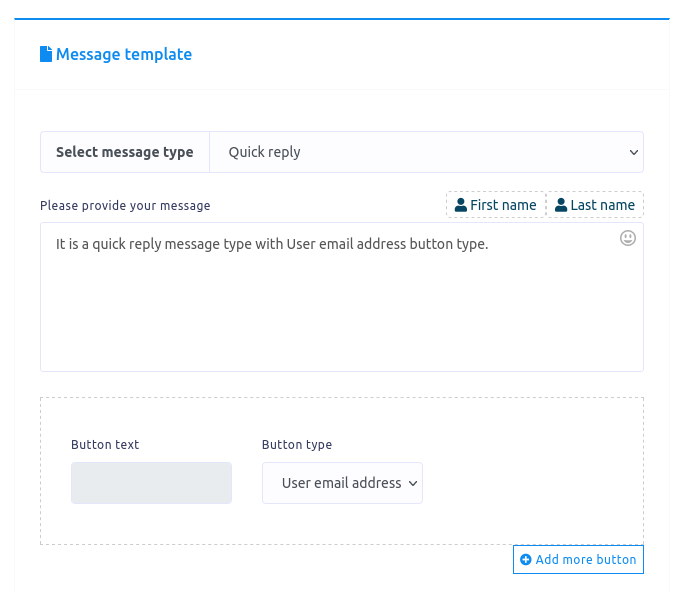 Message template
Select message type Quick reply
Please provide your message First name Last name
It is a quick reply message type with User email address button type.
Button text Button type
User email address
Add more button